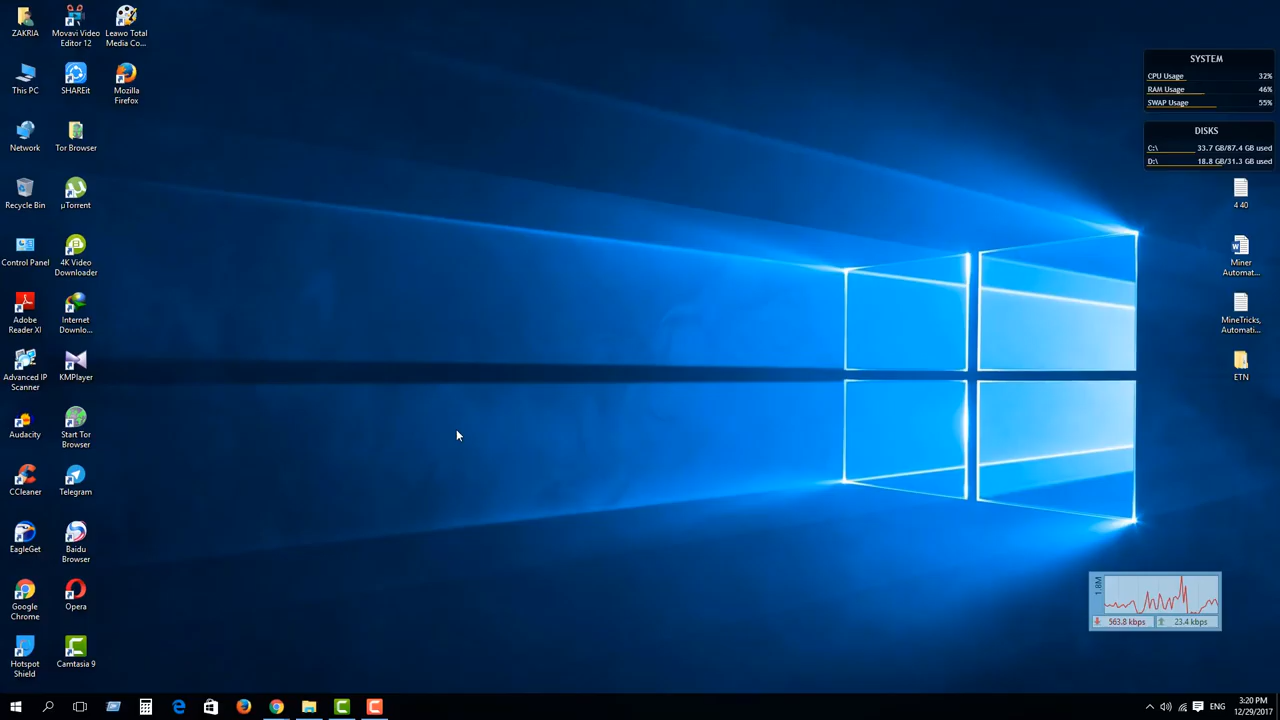 ZAKRIA
Movavi Video
Editor 12
Leawo Total
Media Co...
This PC
SHAREit
Mozilla
Firefox
Network
Tor Browser
Recycle Bin
µTorrent
Control Panel
4K Video
Downloader
Adobe
Reader XI
Internet
Downlo...
Advanced IP
Scanner
KMPlayer
Audacity
Start Tor
Browser
CCleaner
Telegram
EagleGet
Baidu
Browser
Google
Chrome
Opera
Hotspot
Shield
Camtasia 9
SYSTEM
CPU Usage 32%
RAM Usage 46%
SWAP Usage 55%
DISKS
C:\ 33.7 GB/87.4 GB used
D:\ 18.8 GB/31.3 GB used
4 40
Miner
Automat...
MineTricks,
Automati...
ETN
1.8M
563.8 kbps 23.4 kbps
ENG
3:20 PM
12/29/2017